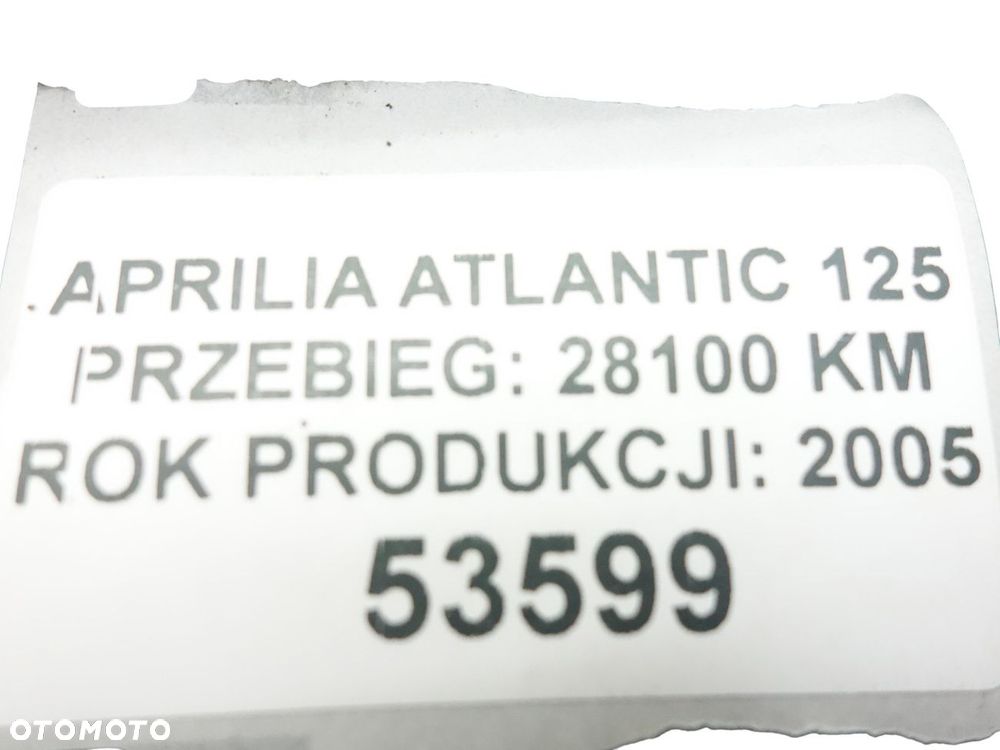 APRILIA ATLANTIC 125
PRZEBIEG: 28100 KM
ROK PRODUKCJI: 2005
53599
OTOMOTO